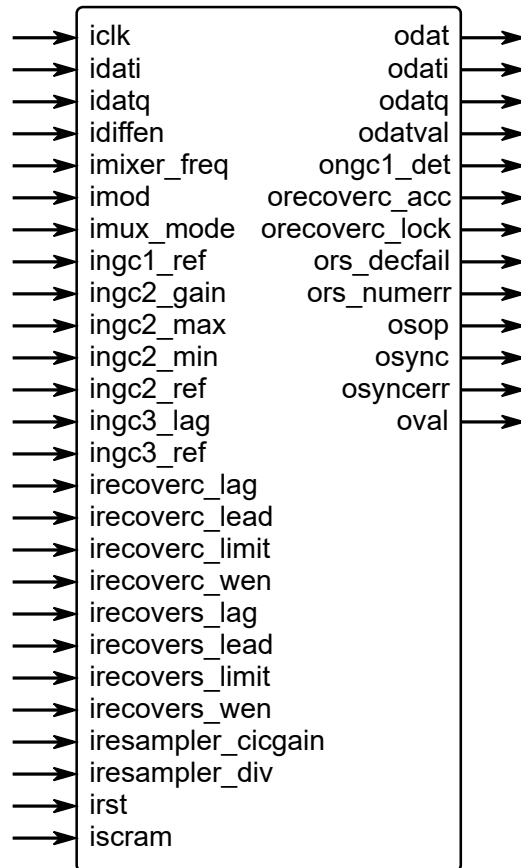 iclk odat
idati odati
idatq odatq
idiffen odatval
imixer_freq ongc1_det
imod orecoverc_acc
imux_mode orecoverc_lock
ingc1_ref ors_decfail
ingc2_gain ors_numerr
ingc2_max osop
ingc2_min osync
ingc2_ref osyncerr
ingc3_lag oval
ingc3_ref
irecoverc_lag
irecoverc_lead
irecoverc_limit
irecoverc_wen
irecovers_lag
irecovers_lead
irecovers_limit
irecovers_wen
iresampler_cicgain
iresampler_div
irst
iscram